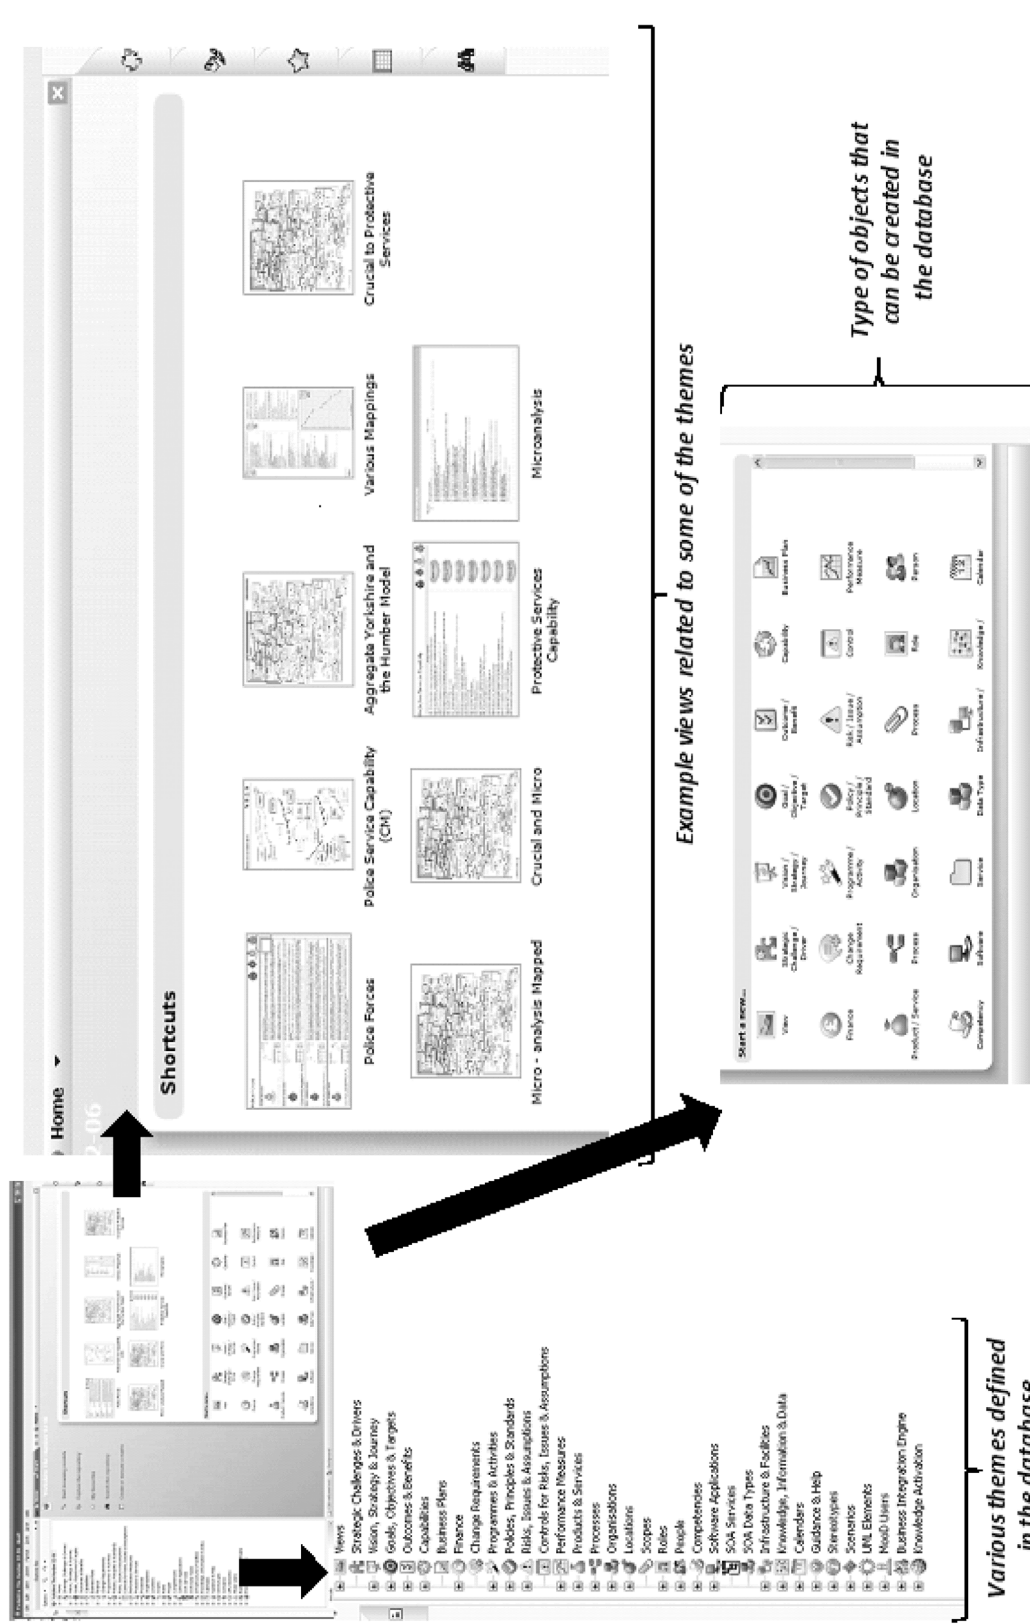 Home
2-06
Shortcuts
Police Forces
Police Service Capability
(CM)
Aggregate Yorkshire and
the Humber Model
Various Mappings
Crucial to Protective
Services
Micro - analysis Mapped
Crucial and Micro
Protective Services
Capability
Microanalysis
Example views related to some of the themes
Type of objects that
can be created in
the database
Start a new...
View
Strategic
Challenge /
Driver
Vision /
Strategy /
Journey
Goal /
Objective /
Target
Outcome /
Benefit
Capability
Business Plan
Finance
Change
Requirement
Programme /
Activity
Policy /
Principle /
Standard
Risk / Issue /
Assumption
Control
Performance
Measure
Product / Service
Process
Organisation
Location
Process
Role
Person
Competency
Software
Service
Data Type
Infrastructure /
Knowledge /
Calendar
Views
Strategic Challenges & Drivers
Vision, Strategy & Journey
Goals, Objectives & Targets
Outcomes & Benefits
Capabilities
Business Plans
Finance
Change Requirements
Programmes & Activities
Policies, Principles & Standards
Risks, Issues & Assumptions
Controls for Risks, Issues & Assumptions
Performance Measures
Products & Services
Processes
Organisations
Locations
Scopes
Roles
People
Competencies
Software Applications
SOA Services
SOA Data Types
Infrastructure & Facilities
Knowledge, Information & Data
Calendars
Guidance & Help
Stereotypes
Scenarios
UML Elements
MooD Users
Business Integration Engine
Knowledge Activation
Various themes defined
in the database